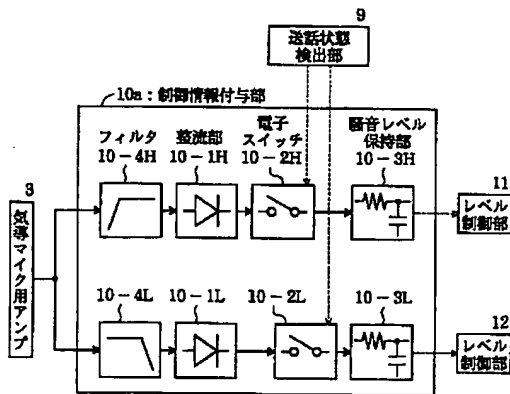 9
送話状態
検出部
10a：制御情報付与部
フィルタ
10-4H
整流部
10-1H
電子
スイッチ
10-2H
騒音レベル
保持部
10-3H
11
レベル
制御部
3
気導マイク用アンプ
10-4L
10-1L
10-2L
10-3L
12
レベル
制御部